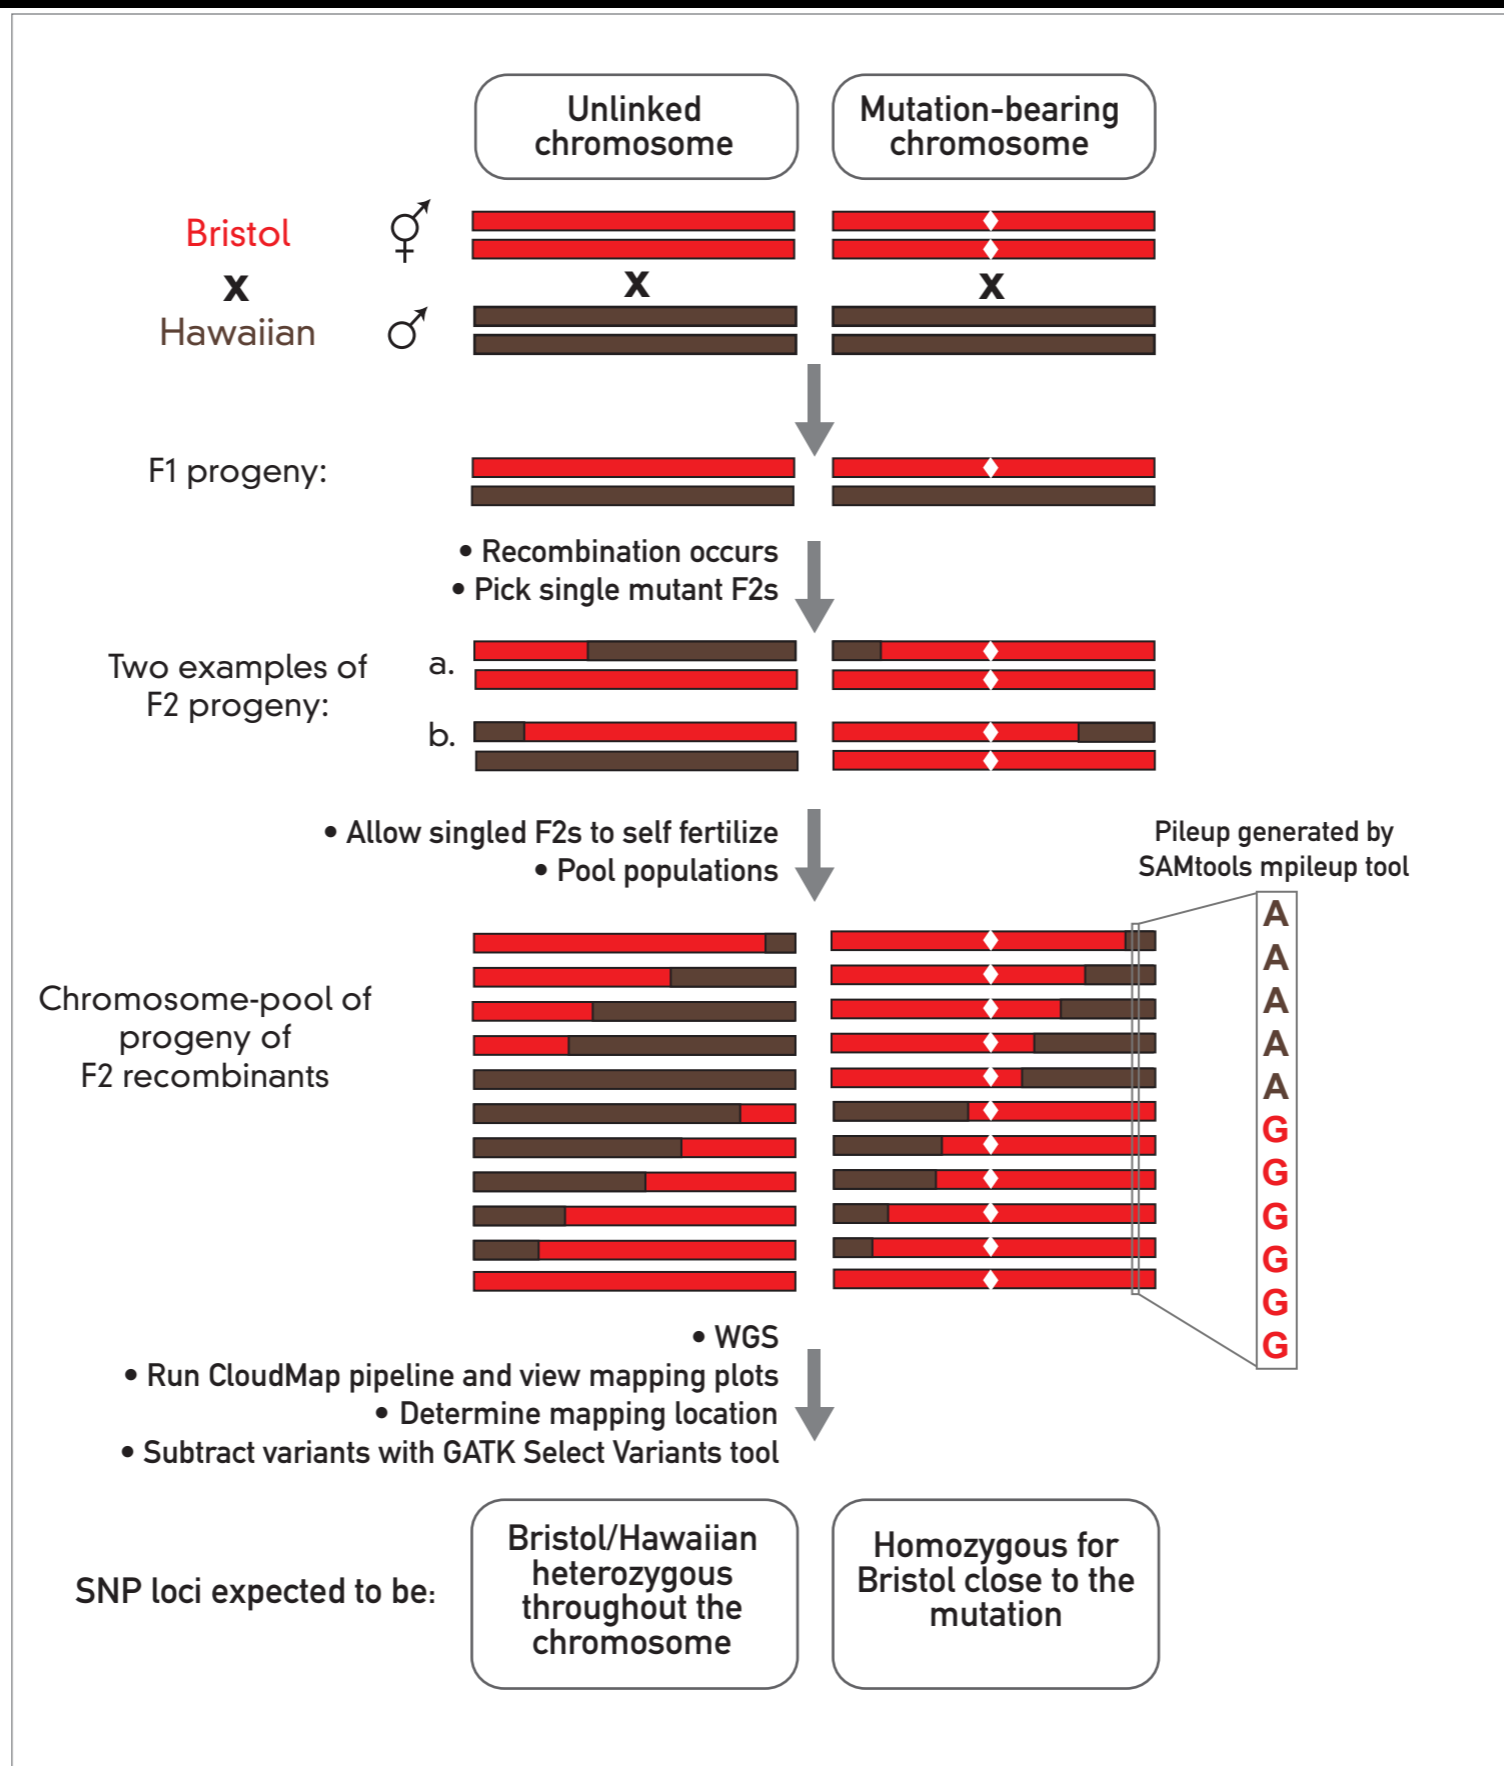 Unlinked
chromosome
Mutation-bearing
chromosome
Bristol
x
Hawaiian
x
x
F1 progeny:
• Recombination occurs
• Pick single mutant F2s
Two examples of
F2 progeny:
a.
b.
• Allow singled F2s to self fertilize
• Pool populations
Pileup generated by
SAMtools mpileup tool
Chromosome-pool of
progeny of
F2 recombinants
A
A
A
A
A
G
G
G
G
G
G
• WGS
• Run CloudMap pipeline and view mapping plots
• Determine mapping location
• Subtract variants with GATK Select Variants tool
SNP loci expected to be:
Bristol/Hawaiian
heterozygous
throughout the
chromosome
Homozygous for
Bristol close to the
mutation